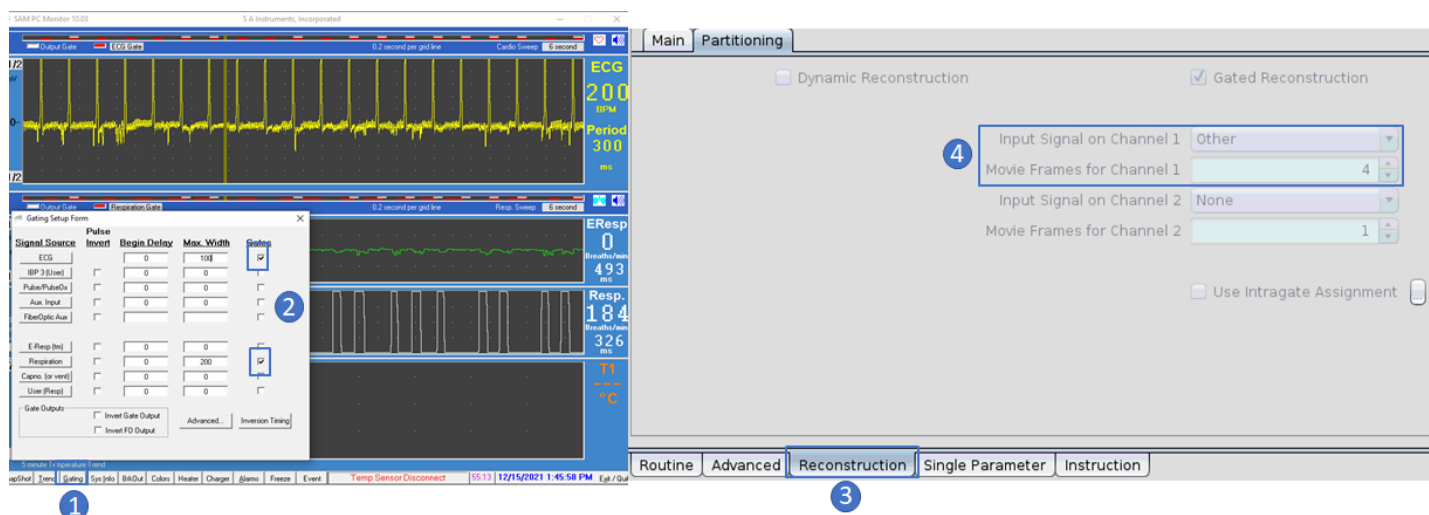 SAM PC Monitor 10.03
S A Instruments, Incorporated
Output Gate
ECG Gate
0.2 second per grid line
Cardio Sweep
6 second
1/2
0-
1/2
ECG
200
BPM
Period
300
ms
Output Gate
Respiration Gate
0.2 second per grid line
Resp. Sweep
6 second
EResp
0
Breaths/min
493
ms
Resp.
184
Breaths/min
326
ms
T1
---
°C
Gating Setup Form
Signal Source
Pulse Invert
Begin Delay
Max. Width
Gates
ECG 0 100
IBP 3 (User) 0 0
Pulse/PulseOx 0 0
Aux. Input 0 0
FiberOptic Aux
2
E-Resp (tm) 0 0
Respiration 0 200
Capno. (or vent) 0 0
User (Resp) 0 0
Gate Outputs
Invert Gate Output
Invert FO Output
Advanced...
Inversion Timing
5 minute Temperature Trend
Trend Gating Sys Info BrkOut Colors Heater Charger Alarms Freeze Event
Temp Sensor Disconnect
55:13
12/15/2021 1:45:58 PM
1
Main Partitioning
Dynamic Reconstruction
Gated Reconstruction
4
Input Signal on Channel 1 Other
Movie Frames for Channel 1 4
Input Signal on Channel 2 None
Movie Frames for Channel 2 1
Use Intragate Assignment ...
Routine Advanced Reconstruction Single Parameter Instruction
3